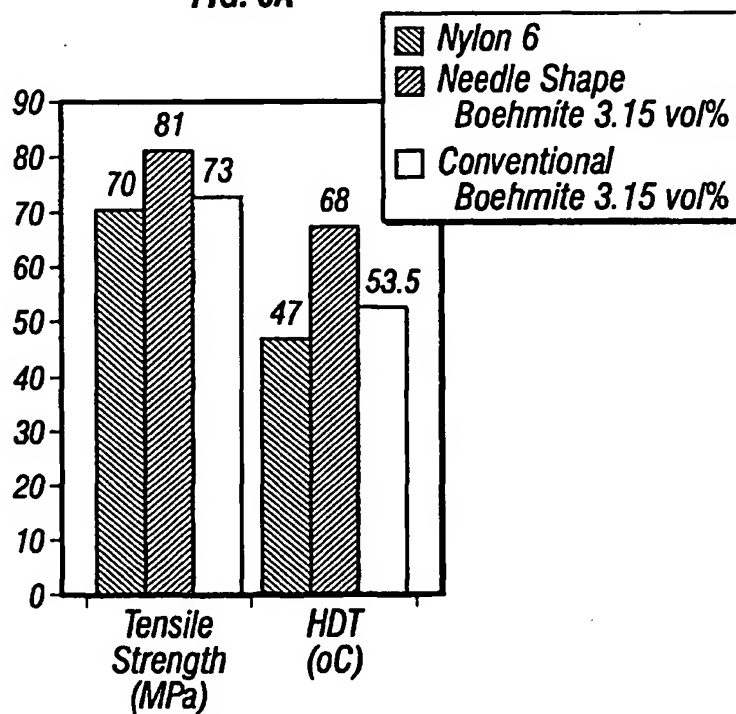 Nylon 6
Needle Shape
Boehmite 3.15 vol%
Conventional
Boehmite 3.15 vol%
90
80
70
60
50
40
30
20
10
0
70
81
73
47
68
53.5
Tensile
Strength
(MPa)
HDT
(oC)